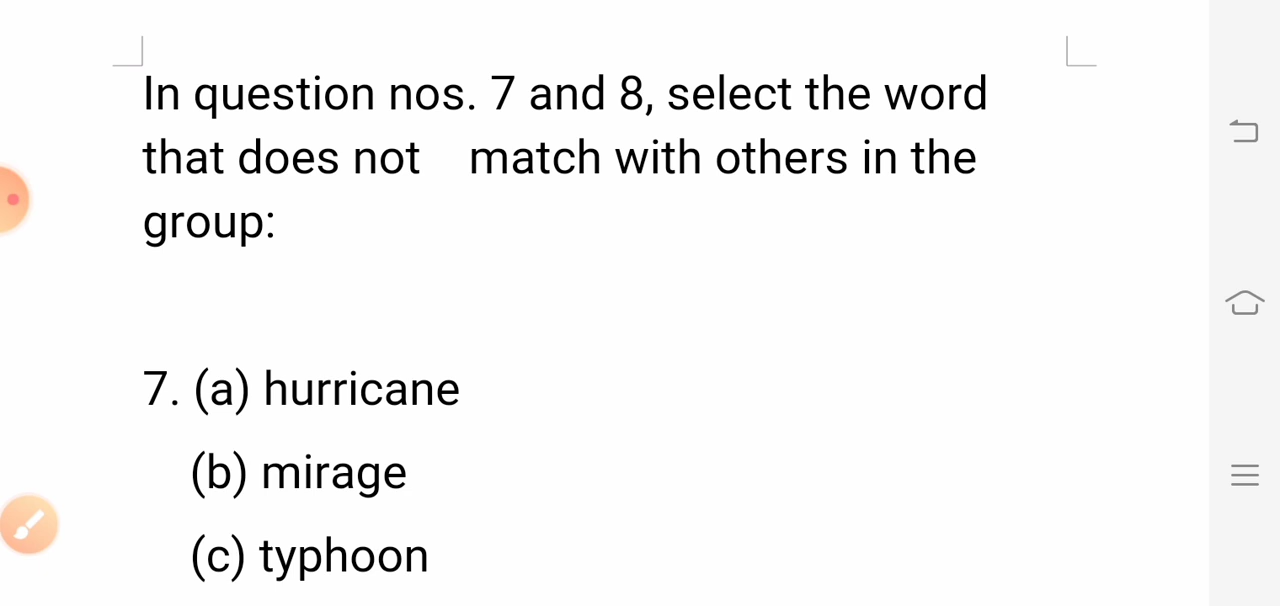 In question nos. 7 and 8, select the word
that does not match with others in the
group:
7. (a) hurricane
(b) mirage
(c) typhoon